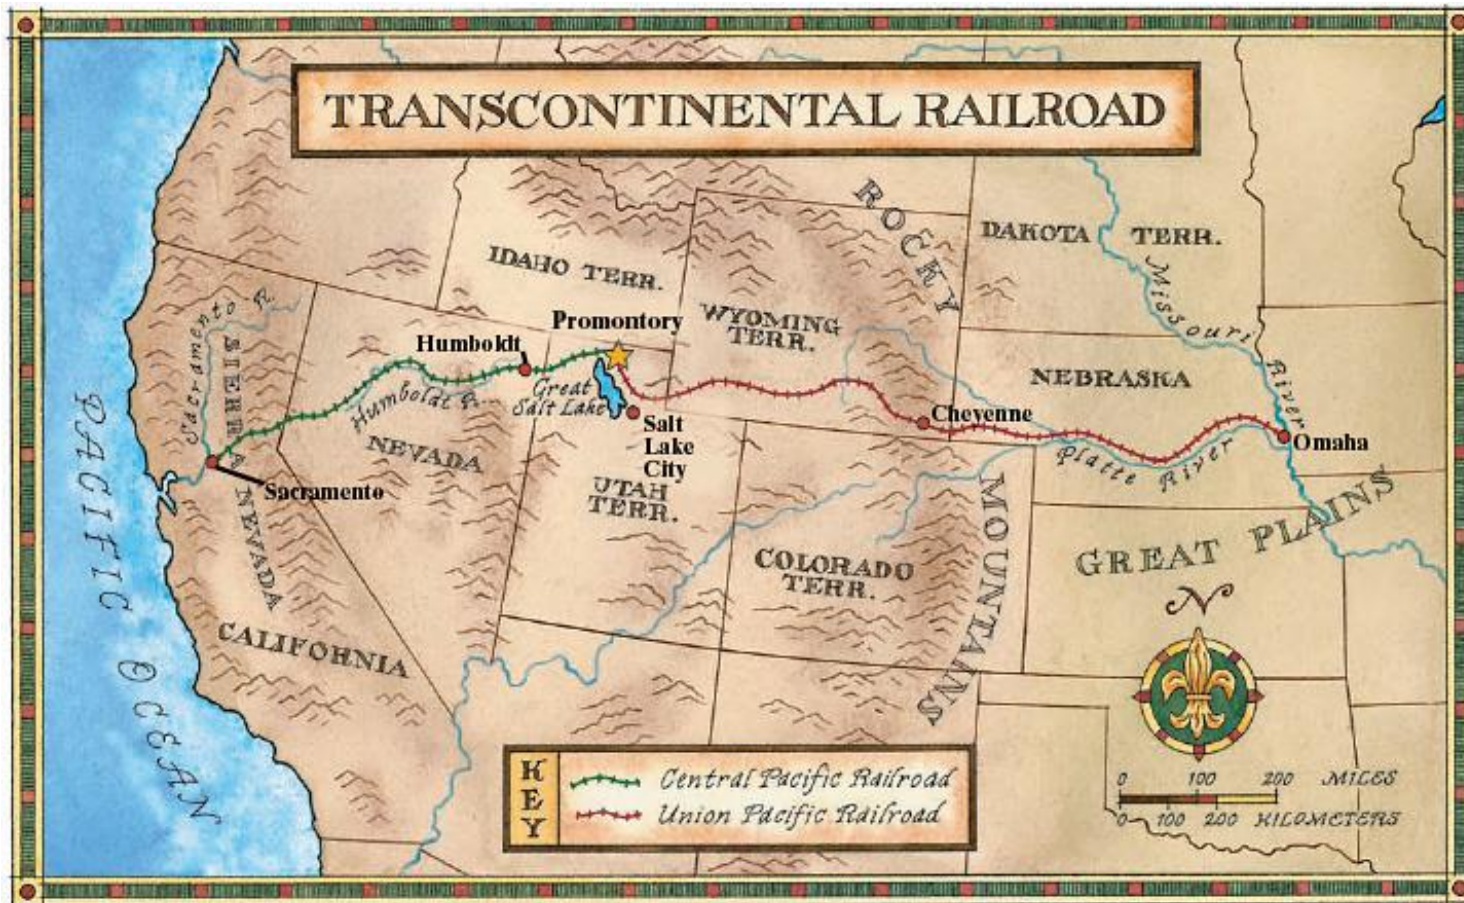 TRANSCONTINENTAL RAILROAD
ROCKY
MOUNTAINS
DAKOTA TERR.
IDAHO TERR.
Missouri
River
Promontory
WYOMING
TERR.
Sacramento R.
SIERRA
NEVADA
Humboldt
NEBRASKA
Great
Salt Lake
Humboldt R.
Cheyenne
PACIFIC OCEAN
Salt
Lake
City
Omaha
NEVADA
Platte River
Sacramento
UTAH
TERR.
GREAT PLAINS
COLORADO
TERR.
N
CALIFORNIA
KEY
Central Pacific Railroad
Union Pacific Railroad
0 100 200 MILES
0 100 200 KILOMETERS